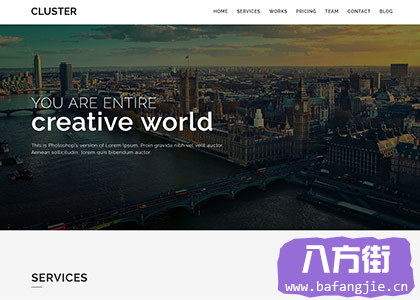 CLUSTER
HOME SERVICES WORKS PRICING TEAM CONTACT BLOG
YOU ARE ENTIRE
creative world
This is Photoshop's version of Lorem Ipsum. Proin gravida nibh vel velit auctor.
Aenean sollicitudin, lorem quis bibendum auctor.
SERVICES
八方街
www.bafangjie.cn